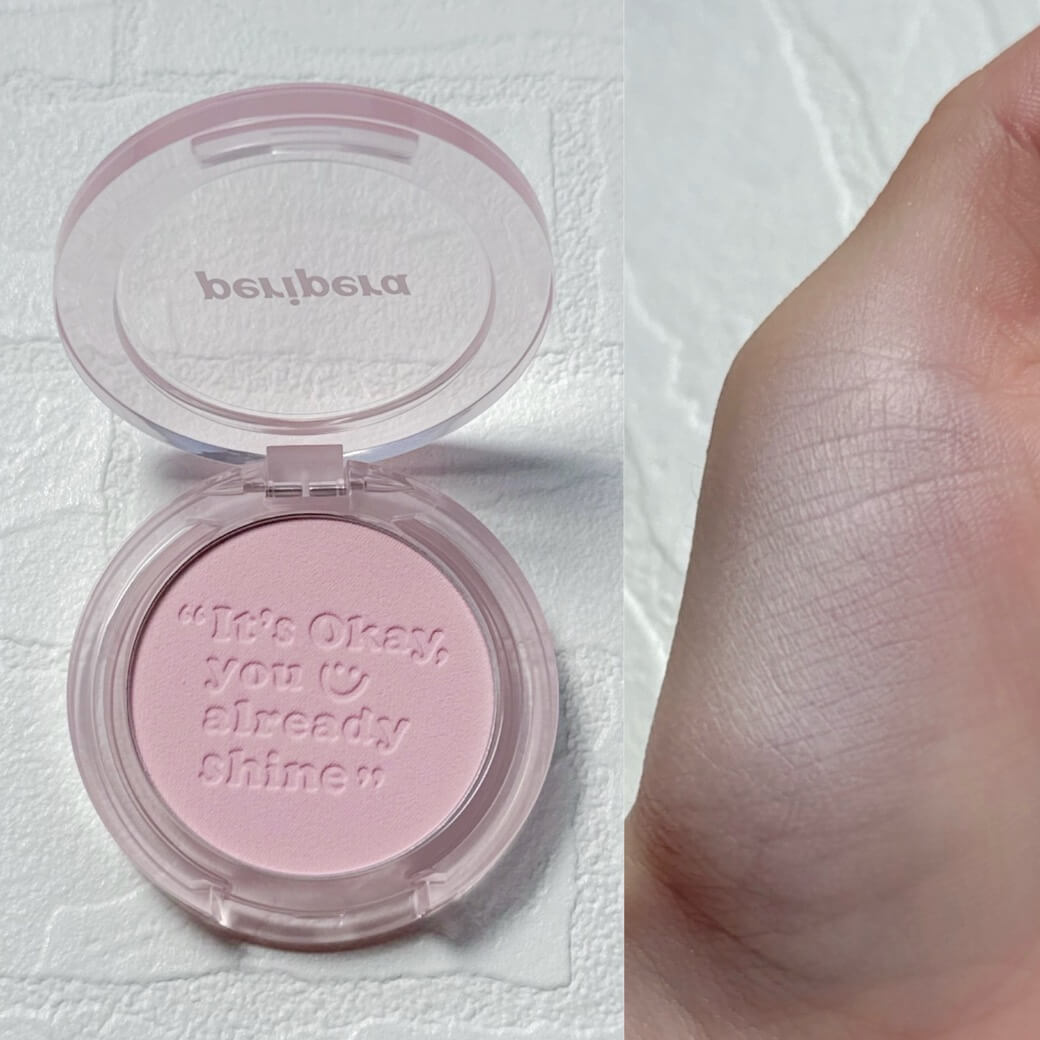 peripera
“It's Okay,
you
already
shine”